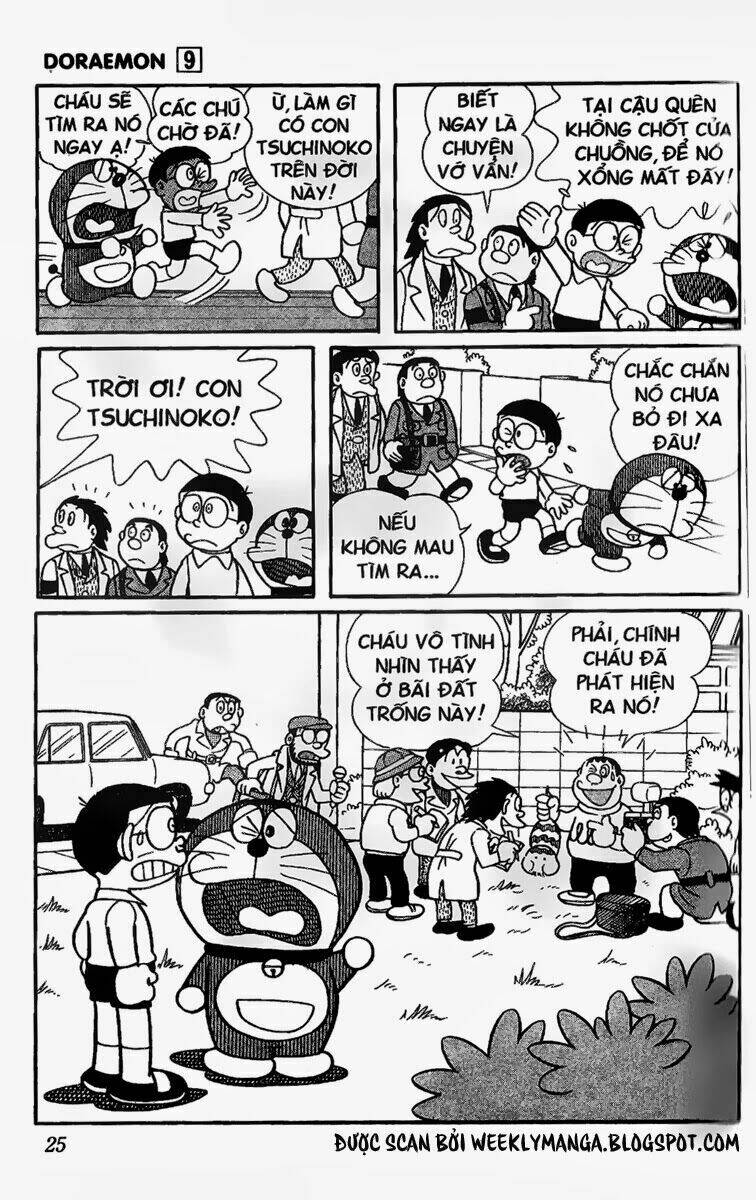 DORAEMON 9
CHÁU SẼ
TÌM RA NÓ
NGAY Ạ!
CÁC CHÚ
CHỜ ĐÃ!
Ừ, LÀM GÌ
CÓ CON
TSUCHINOKO
TRÊN ĐỜI
NÀY!
BIẾT
NGAY LÀ
CHUYỆN
VỚ VẨN!
TẠI CẬU QUÊN
KHÔNG CHỐT CỬA
CHUỒNG, ĐỂ NÓ
XỔNG MẤT ĐẤY!
TRỜI ƠI! CON
TSUCHINOKO!
CHẮC CHẮN
NÓ CHƯA
BỎ ĐI XA
ĐÂU!
NẾU
KHÔNG MAU
TÌM RA...
CHÁU VÔ TÌNH
NHÌN THẤY
Ở BÃI ĐẤT
TRỐNG NÀY!
PHẢI, CHÍNH
CHÁU ĐÃ
PHÁT HIỆN
RA NÓ!
25
ĐƯỢC SCAN BỞI WEEKLYMANGA.BLOGSPOT.COM